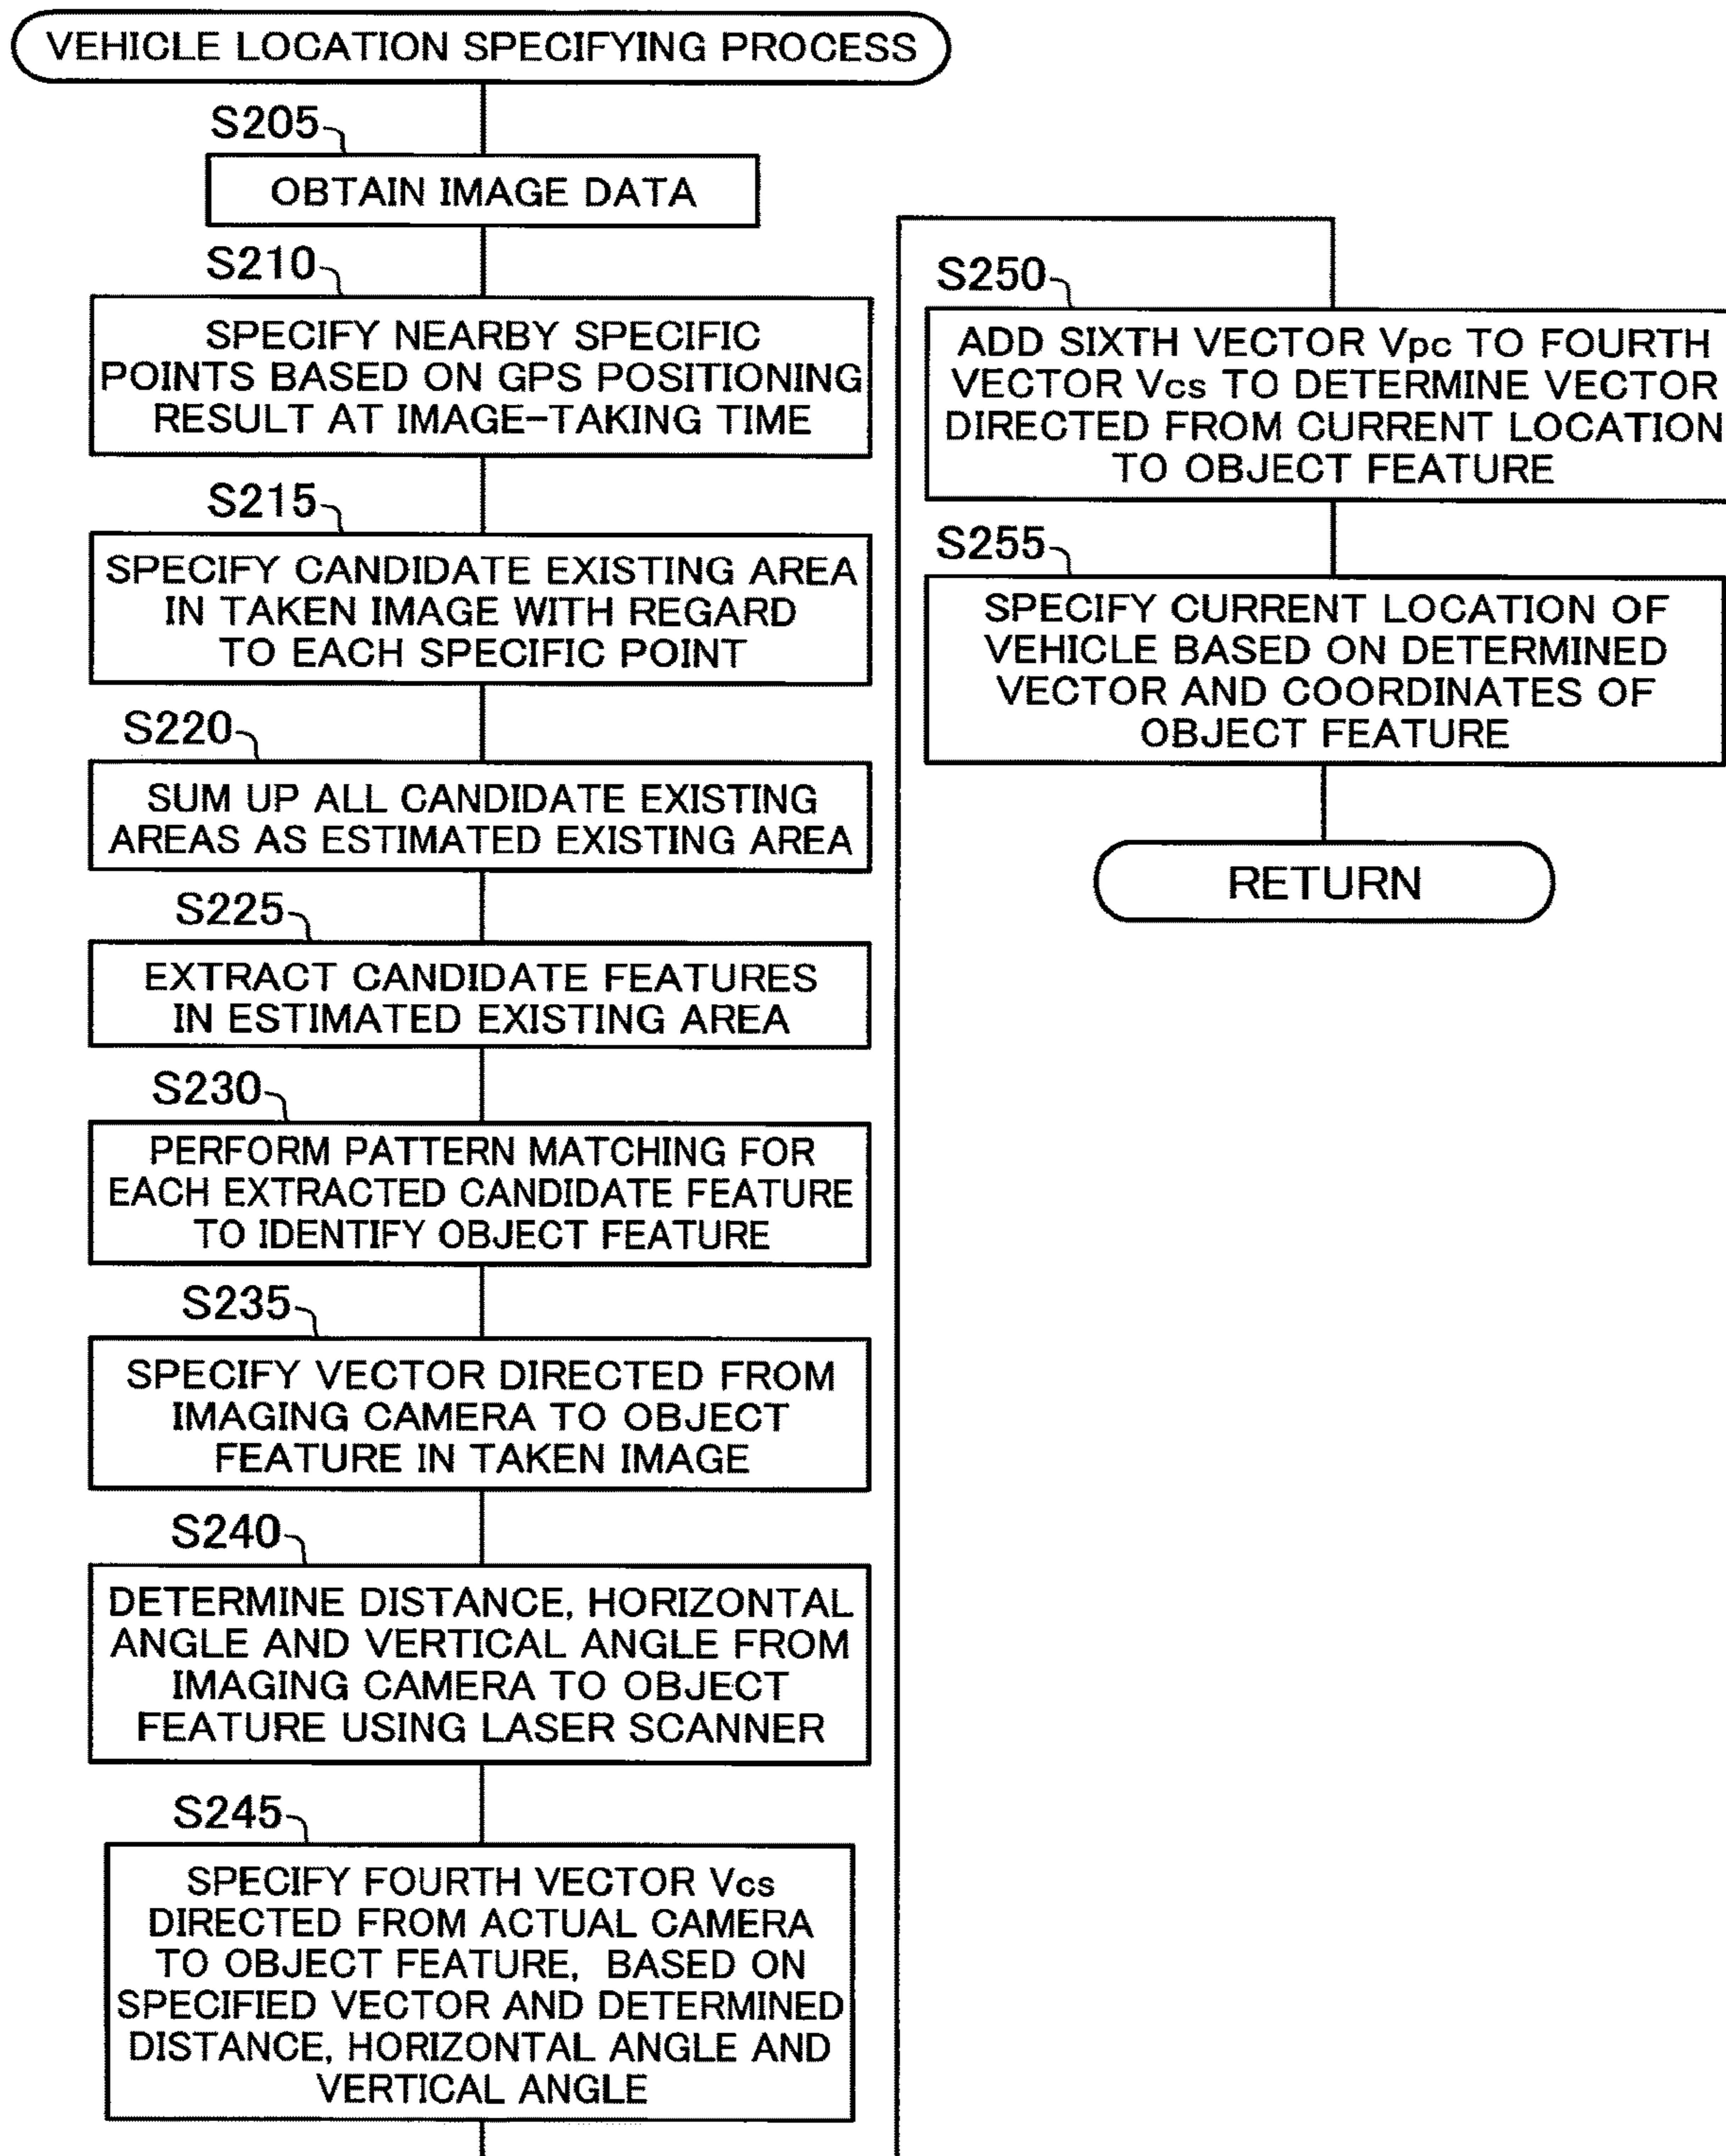 VEHICLE LOCATION SPECIFYING PROCESS
S205
OBTAIN IMAGE DATA
S210
SPECIFY NEARBY SPECIFIC
POINTS BASED ON GPS POSITIONING
RESULT AT IMAGE-TAKING TIME
S215
SPECIFY CANDIDATE EXISTING AREA
IN TAKEN IMAGE WITH REGARD
TO EACH SPECIFIC POINT
S220
SUM UP ALL CANDIDATE EXISTING
AREAS AS ESTIMATED EXISTING AREA
S225
EXTRACT CANDIDATE FEATURES
IN ESTIMATED EXISTING AREA
S230
PERFORM PATTERN MATCHING FOR
EACH EXTRACTED CANDIDATE FEATURE
TO IDENTIFY OBJECT FEATURE
S235
SPECIFY VECTOR DIRECTED FROM
IMAGING CAMERA TO OBJECT
FEATURE IN TAKEN IMAGE
S240
DETERMINE DISTANCE, HORIZONTAL
ANGLE AND VERTICAL ANGLE FROM
IMAGING CAMERA TO OBJECT
FEATURE USING LASER SCANNER
S245
SPECIFY FOURTH VECTOR Vcs
DIRECTED FROM ACTUAL CAMERA
TO OBJECT FEATURE, BASED ON
SPECIFIED VECTOR AND DETERMINED
DISTANCE, HORIZONTAL ANGLE AND
VERTICAL ANGLE
S250
ADD SIXTH VECTOR Vpc TO FOURTH
VECTOR Vcs TO DETERMINE VECTOR
DIRECTED FROM CURRENT LOCATION
TO OBJECT FEATURE
S255
SPECIFY CURRENT LOCATION OF
VEHICLE BASED ON DETERMINED
VECTOR AND COORDINATES OF
OBJECT FEATURE
RETURN